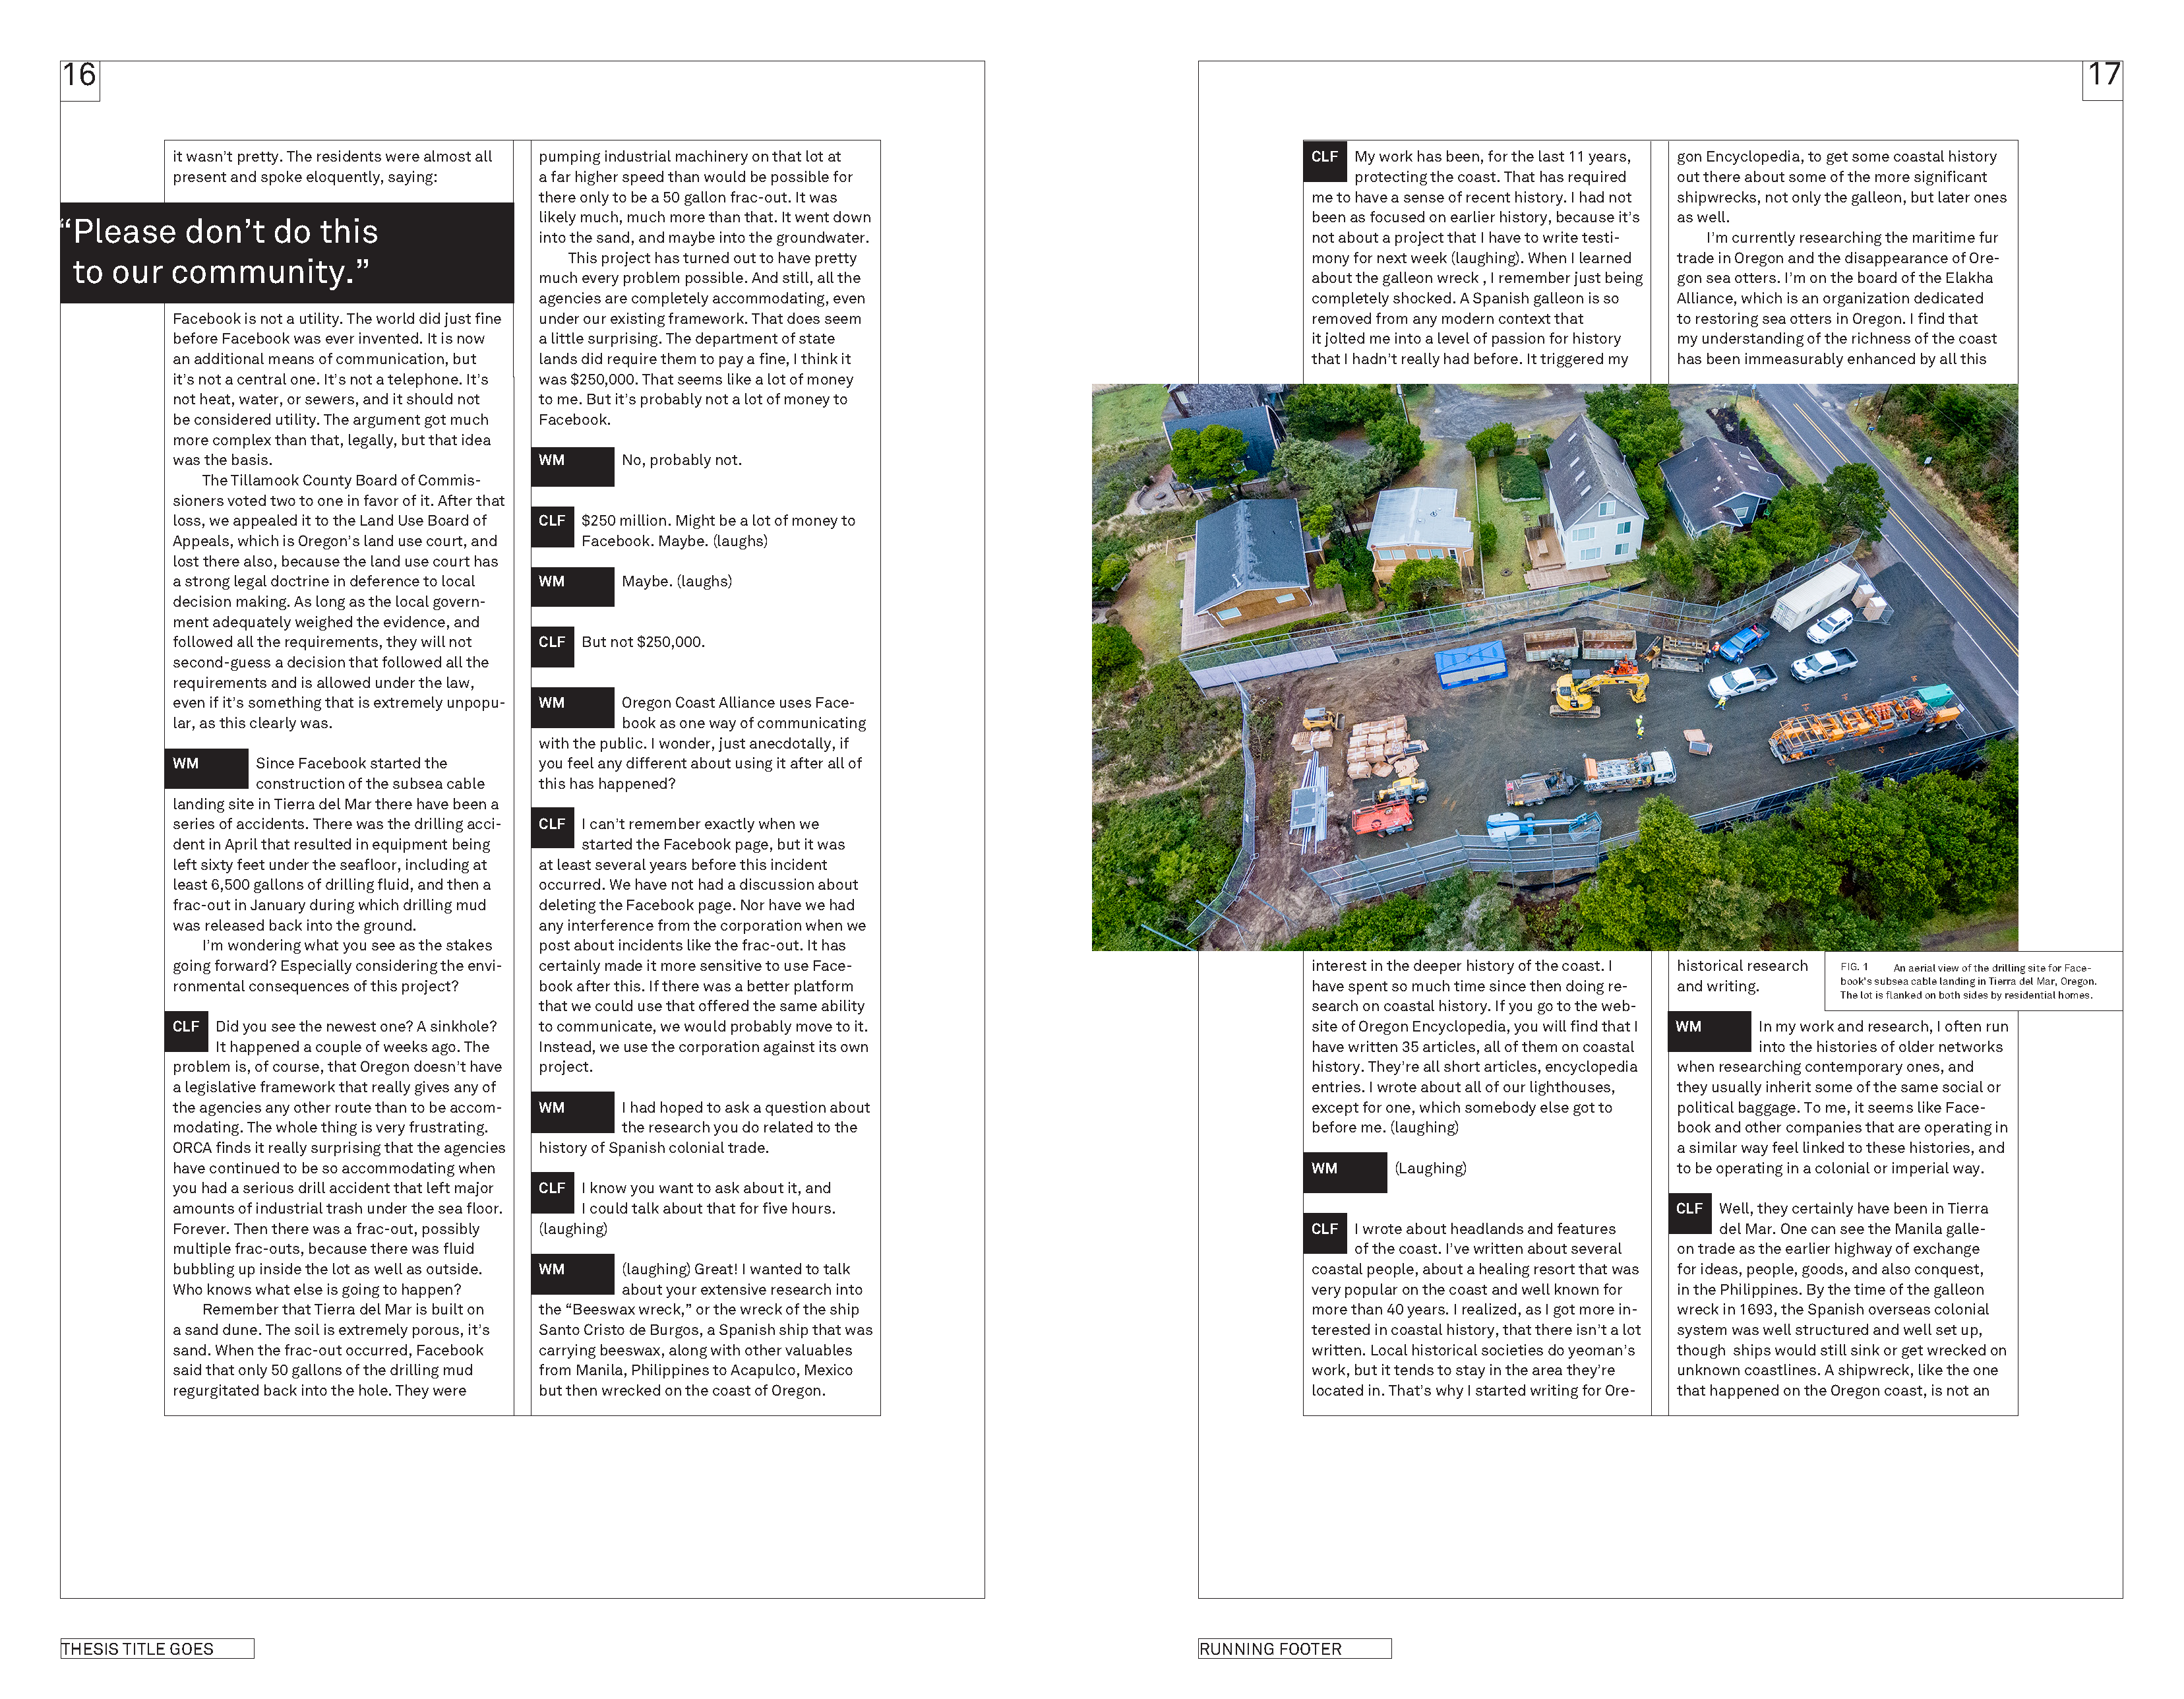 16
it wasn't pretty. The residents were almost all
present and spoke eloquently, saying:
“Please don't do this
to our community.”
Facebook is not a utility. The world did just fine
before Facebook was ever invented. It is now
an additional means of communication, but
it's not a central one. It's not a telephone. It's
not heat, water, or sewers, and it should not
be considered utility. The argument got much
more complex than that, legally, but that idea
was the basis.
The Tillamook County Board of Commis-
sioners voted two to one in favor of it. After that
loss, we appealed it to the Land Use Board of
Appeals, which is Oregon's land use court, and
lost there also, because the land use court has
a strong legal doctrine in deference to local
decision making. As long as the local govern-
ment adequately weighed the evidence, and
followed all the requirements, they will not
second-guess a decision that followed all the
requirements and is allowed under the law,
even if it's something that is extremely unpopu-
lar, as this clearly was.
WM Since Facebook started the
construction of the subsea cable
landing site in Tierra del Mar there have been a
series of accidents. There was the drilling acci-
dent in April that resulted in equipment being
left sixty feet under the seafloor, including at
least 6,500 gallons of drilling fluid, and then a
frac-out in January during which drilling mud
was released back into the ground.
I'm wondering what you see as the stakes
going forward? Especially considering the envi-
ronmental consequences of this project?
CLF Did you see the newest one? A sinkhole?
It happened a couple of weeks ago. The
problem is, of course, that Oregon doesn't have
a legislative framework that really gives any of
the agencies any other route than to be accom-
modating. The whole thing is very frustrating.
ORCA finds it really surprising that the agencies
have continued to be so accommodating when
you had a serious drill accident that left major
amounts of industrial trash under the sea floor.
Forever. Then there was a frac-out, possibly
multiple frac-outs, because there was fluid
bubbling up inside the lot as well as outside.
Who knows what else is going to happen?
Remember that Tierra del Mar is built on
a sand dune. The soil is extremely porous, it's
sand. When the frac-out occurred, Facebook
said that only 50 gallons of the drilling mud
regurgitated back into the hole. They were
pumping industrial machinery on that lot at
a far higher speed than would be possible for
there only to be a 50 gallon frac-out. It was
likely much, much more than that. It went down
into the sand, and maybe into the groundwater.
This project has turned out to have pretty
much every problem possible. And still, all the
agencies are completely accommodating, even
under our existing framework. That does seem
a little surprising. The department of state
lands did require them to pay a fine, I think it
was $250,000. That seems like a lot of money
to me. But it's probably not a lot of money to
Facebook.
WM No, probably not.
CLF $250 million. Might be a lot of money to
Facebook. Maybe. (laughs)
WM Maybe. (laughs)
CLF But not $250,000.
WM Oregon Coast Alliance uses Face-
book as one way of communicating
with the public. I wonder, just anecdotally, if
you feel any different about using it after all of
this has happened?
CLF I can't remember exactly when we
started the Facebook page, but it was
at least several years before this incident
occurred. We have not had a discussion about
deleting the Facebook page. Nor have we had
any interference from the corporation when we
post about incidents like the frac-out. It has
certainly made it more sensitive to use Face-
book after this. If there was a better platform
that we could use that offered the same ability
to communicate, we would probably move to it.
Instead, we use the corporation against its own
project.
WM I had hoped to ask a question about
the research you do related to the
history of Spanish colonial trade.
CLF I know you want to ask about it, and
I could talk about that for five hours.
(laughing)
WM (laughing) Great! I wanted to talk
about your extensive research into
the “Beeswax wreck,” or the wreck of the ship
Santo Cristo de Burgos, a Spanish ship that was
carrying beeswax, along with other valuables
from Manila, Philippines to Acapulco, Mexico
but then wrecked on the coast of Oregon.
THESIS TITLE GOES
17
CLF My work has been, for the last 11 years,
protecting the coast. That has required
me to have a sense of recent history. I had not
been as focused on earlier history, because it's
not about a project that I have to write testi-
mony for next week (laughing). When I learned
about the galleon wreck , I remember just being
completely shocked. A Spanish galleon is so
removed from any modern context that
it jolted me into a level of passion for history
that I hadn't really had before. It triggered my
interest in the deeper history of the coast. I
have spent so much time since then doing re-
search on coastal history. If you go to the web-
site of Oregon Encyclopedia, you will find that I
have written 35 articles, all of them on coastal
history. They're all short articles, encyclopedia
entries. I wrote about all of our lighthouses,
except for one, which somebody else got to
before me. (laughing)
WM (Laughing)
CLF I wrote about headlands and features
of the coast. I've written about several
coastal people, about a healing resort that was
very popular on the coast and well known for
more than 40 years. I realized, as I got more in-
terested in coastal history, that there isn't a lot
written. Local historical societies do yeoman's
work, but it tends to stay in the area they're
located in. That's why I started writing for Ore-
gon Encyclopedia, to get some coastal history
out there about some of the more significant
shipwrecks, not only the galleon, but later ones
as well.
I'm currently researching the maritime fur
trade in Oregon and the disappearance of Ore-
gon sea otters. I'm on the board of the Elakha
Alliance, which is an organization dedicated
to restoring sea otters in Oregon. I find that
my understanding of the richness of the coast
has been immeasurably enhanced by all this
historical research
and writing.
FIG. 1 An aerial view of the drilling site for Face-
book's subsea cable landing in Tierra del Mar, Oregon.
The lot is flanked on both sides by residential homes.
WM In my work and research, I often run
into the histories of older networks
when researching contemporary ones, and
they usually inherit some of the same social or
political baggage. To me, it seems like Face-
book and other companies that are operating in
a similar way feel linked to these histories, and
to be operating in a colonial or imperial way.
CLF Well, they certainly have been in Tierra
del Mar. One can see the Manila galle-
on trade as the earlier highway of exchange
for ideas, people, goods, and also conquest,
in the Philippines. By the time of the galleon
wreck in 1693, the Spanish overseas colonial
system was well structured and well set up,
though  ships would still sink or get wrecked on
unknown coastlines. A shipwreck, like the one
that happened on the Oregon coast, is not an
RUNNING FOOTER